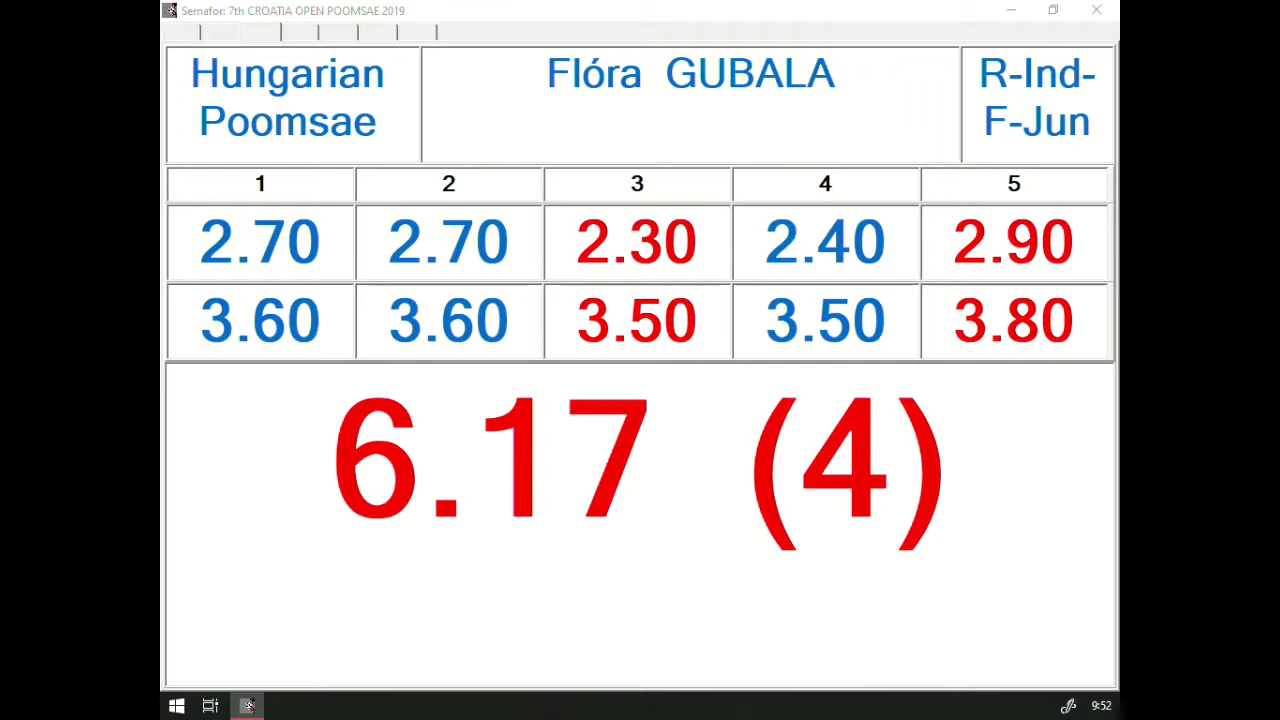 Semafor: 7th CROATIA OPEN POOMSAE 2019
Hungarian Poomsae
Flóra GUBALA
R-Ind-F-Jun
1 2 3 4 5
2.70 2.70 2.30 2.40 2.90
3.60 3.60 3.50 3.50 3.80
6.17 (4)
9:52